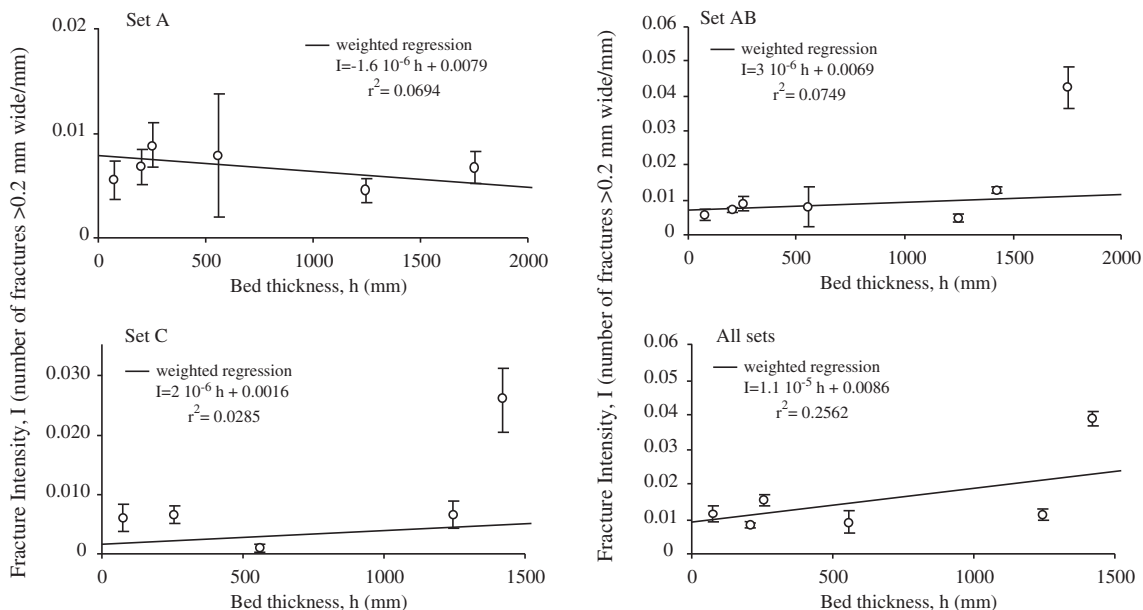 Set A
Fracture Intensity, I (number of fractures >0.2 mm wide/mm)
0.02
0.01
0
weighted regression
I=-1.6 10⁻⁶ h + 0.0079
r²= 0.0694
0 500 1000 1500 2000
Bed thickness, h (mm)
Set AB
Fracture Intensity, I (number of fractures >0.2 mm wide/mm)
0.06
0.05
0.04
0.03
0.02
0.01
0
weighted regression
I=3 10⁻⁶ h + 0.0069
r²= 0.0749
0 500 1000 1500 2000
Bed thickness, h (mm)
Set C
0.030
0.020
0.010
0
weighted regression
I=2 10⁻⁶ h + 0.0016
r²= 0.0285
0 500 1000 1500
Bed thickness, h (mm)
All sets
0.06
0.05
0.04
0.03
0.02
0.01
0
weighted regression
I=1.1 10⁻⁵ h + 0.0086
r²= 0.2562
0 500 1000 1500
Bed thickness, h (mm)